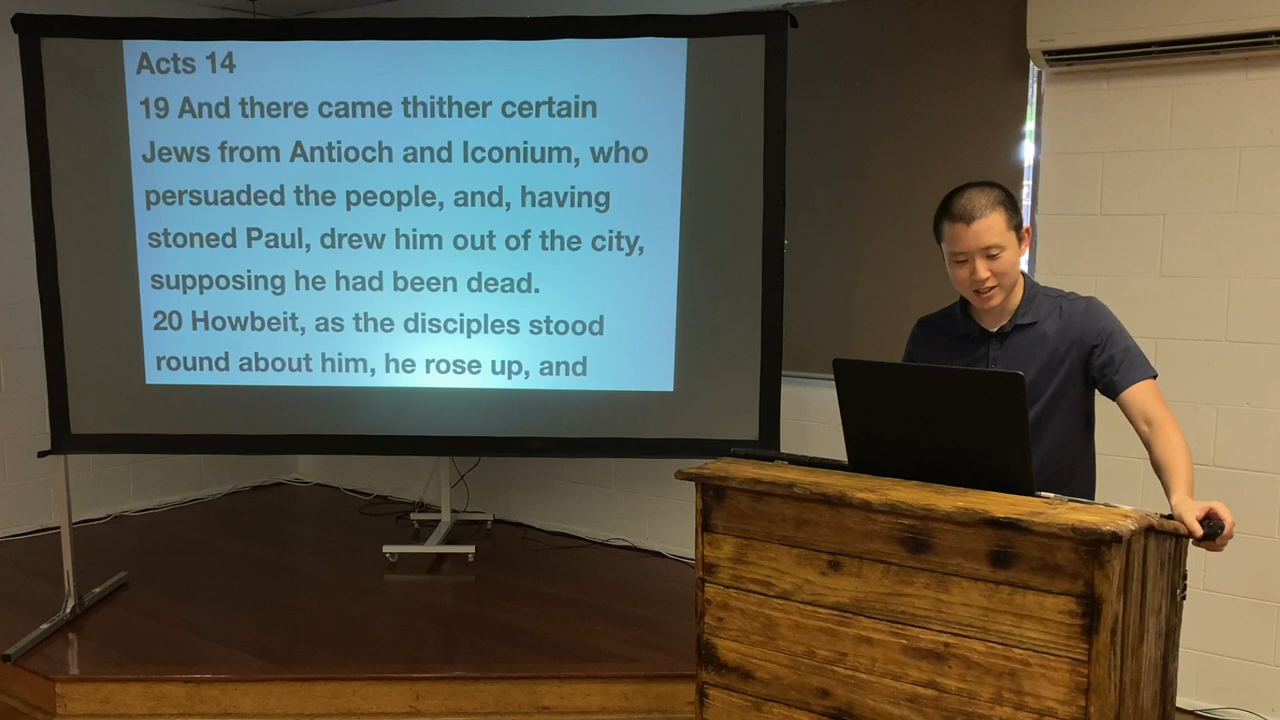 Acts 14
19 And there came thither certain
Jews from Antioch and Iconium, who
persuaded the people, and, having
stoned Paul, drew him out of the city,
supposing he had been dead.
20 Howbeit, as the disciples stood
round about him, he rose up, and